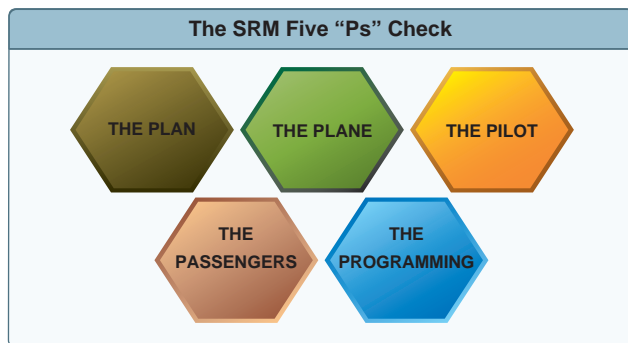 The SRM Five “Ps” Check
THE PLAN
THE PLANE
THE PILOT
THE
PASSENGERS
THE
PROGRAMMING